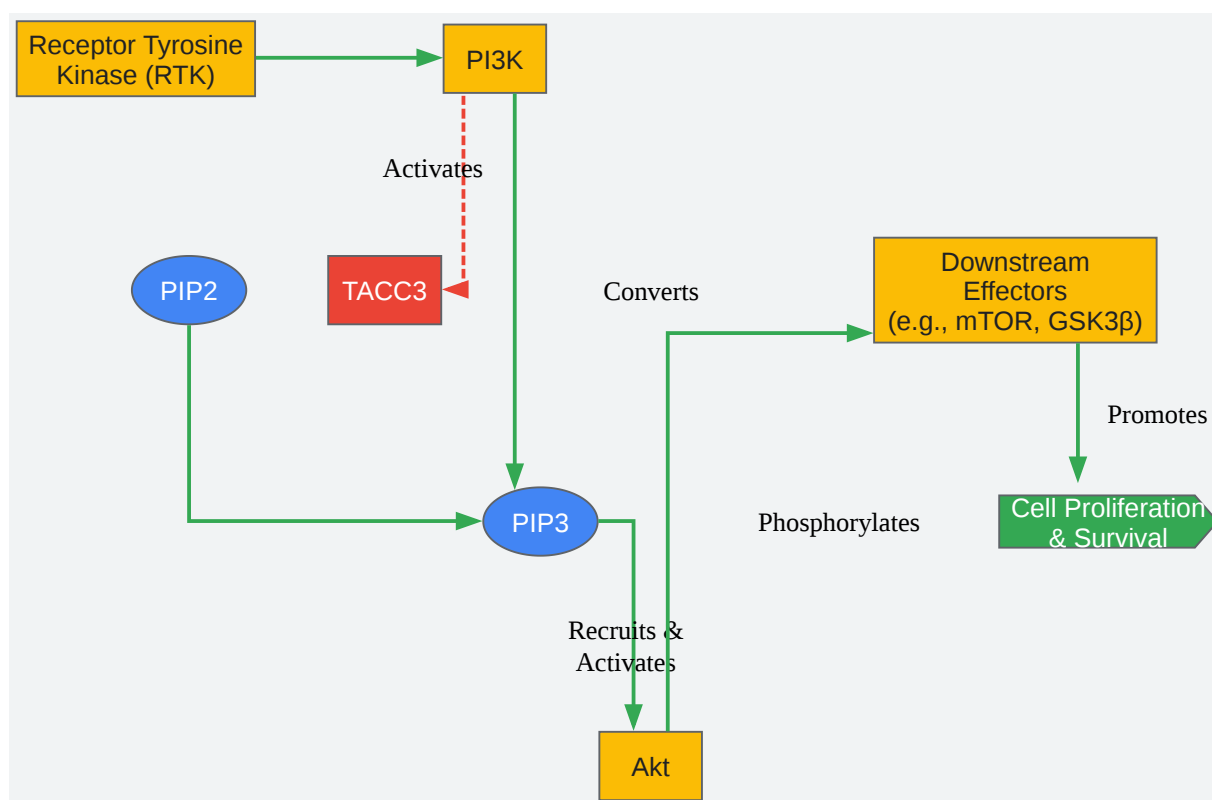 Receptor Tyrosine
Kinase (RTK)
PI3K
Activates
PIP2
TACC3
Converts
Downstream
Effectors
(e.g., mTOR, GSK3β)
Promotes
PIP3
Phosphorylates
Cell Proliferation
& Survival
Recruits &
Activates
Akt